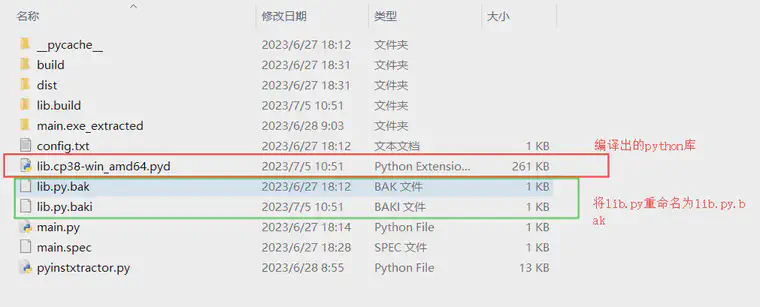 名称 修改日期 类型 大小
__pycache__ 2023/6/27 18:12 文件夹
build 2023/6/27 18:31 文件夹
dist 2023/6/27 18:31 文件夹
lib.build 2023/7/5 10:51 文件夹
main.exe_extracted 2023/6/28 9:03 文件夹
config.txt 2023/6/27 18:12 文本文档 1 KB
编译出的python库
lib.cp38-win_amd64.pyd 2023/7/5 10:51 Python Extensio... 261 KB
lib.py.bak 2023/6/27 18:12 BAK 文件 1 KB
lib.py.baki 2023/7/5 10:51 BAKI 文件 1 KB
将lib.py重命名为lib.py.b
ak
main.py 2023/6/27 18:14 Python File 1 KB
main.spec 2023/6/27 18:28 SPEC 文件 1 KB
pyinstxtractor.py 2023/6/28 8:55 Python File 13 KB